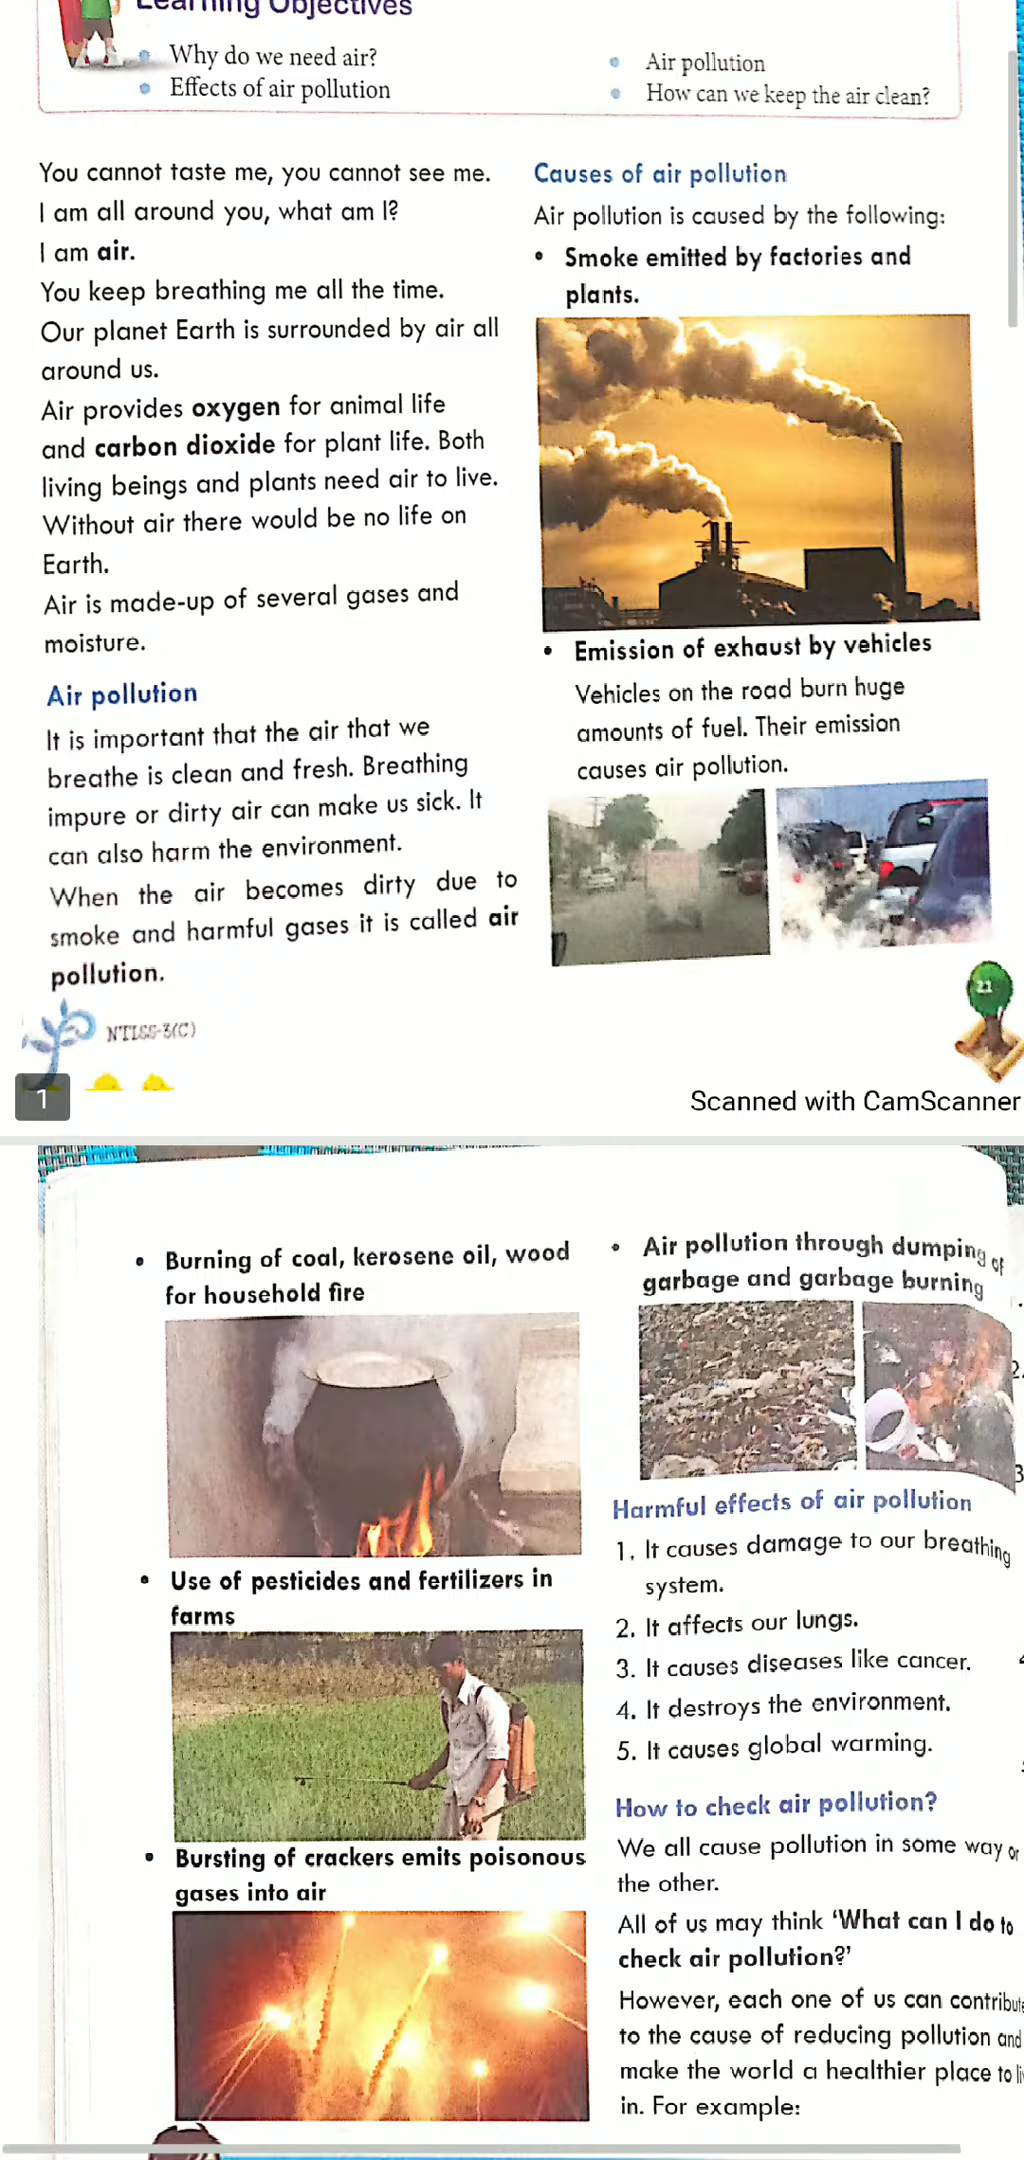 Learning Objectives
Why do we need air?
Effects of air pollution
Air pollution
How can we keep the air clean?
You cannot taste me, you cannot see me.
I am all around you, what am I?
I am air.
You keep breathing me all the time.
Our planet Earth is surrounded by air all
around us.
Air provides oxygen for animal life
and carbon dioxide for plant life. Both
living beings and plants need air to live.
Without air there would be no life on
Earth.
Air is made-up of several gases and
moisture.
Air pollution
It is important that the air that we
breathe is clean and fresh. Breathing
impure or dirty air can make us sick. It
can also harm the environment.
When the air becomes dirty due to
smoke and harmful gases it is called air
pollution.
NTLSS-3(C)
1
Causes of air pollution
Air pollution is caused by the following:
• Smoke emitted by factories and
plants.
• Emission of exhaust by vehicles
Vehicles on the road burn huge
amounts of fuel. Their emission
causes air pollution.
21
Scanned with CamScanner
• Burning of coal, kerosene oil, wood
for household fire
• Use of pesticides and fertilizers in
farms
• Bursting of crackers emits poisonous
gases into air
• Air pollution through dumping of
garbage and garbage burning
Harmful effects of air pollution
1. It causes damage to our breathing
system.
2. It affects our lungs.
3. It causes diseases like cancer.
4. It destroys the environment.
5. It causes global warming.
How to check air pollution?
We all cause pollution in some way or
the other.
All of us may think ‘What can I do to
check air pollution?’
However, each one of us can contribute
to the cause of reducing pollution and
make the world a healthier place to
in. For example:
2.
3